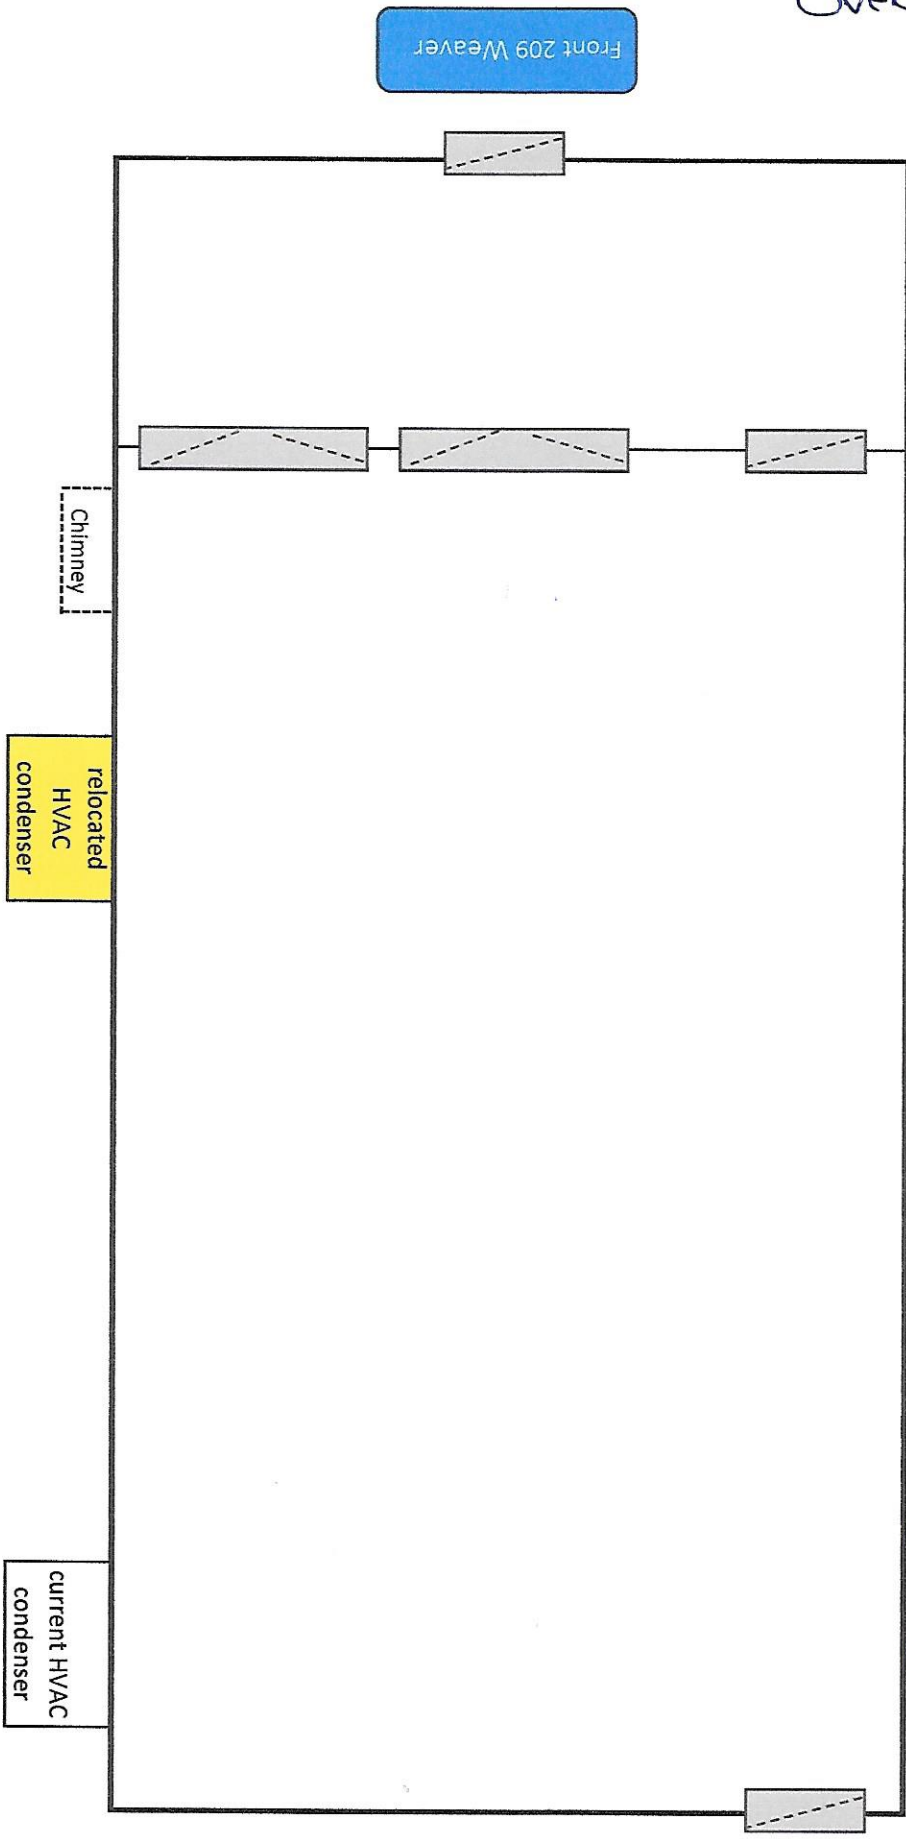 Front 209 Weaver
Chimney
relocated
HVAC
condenser
current HVAC
condenser